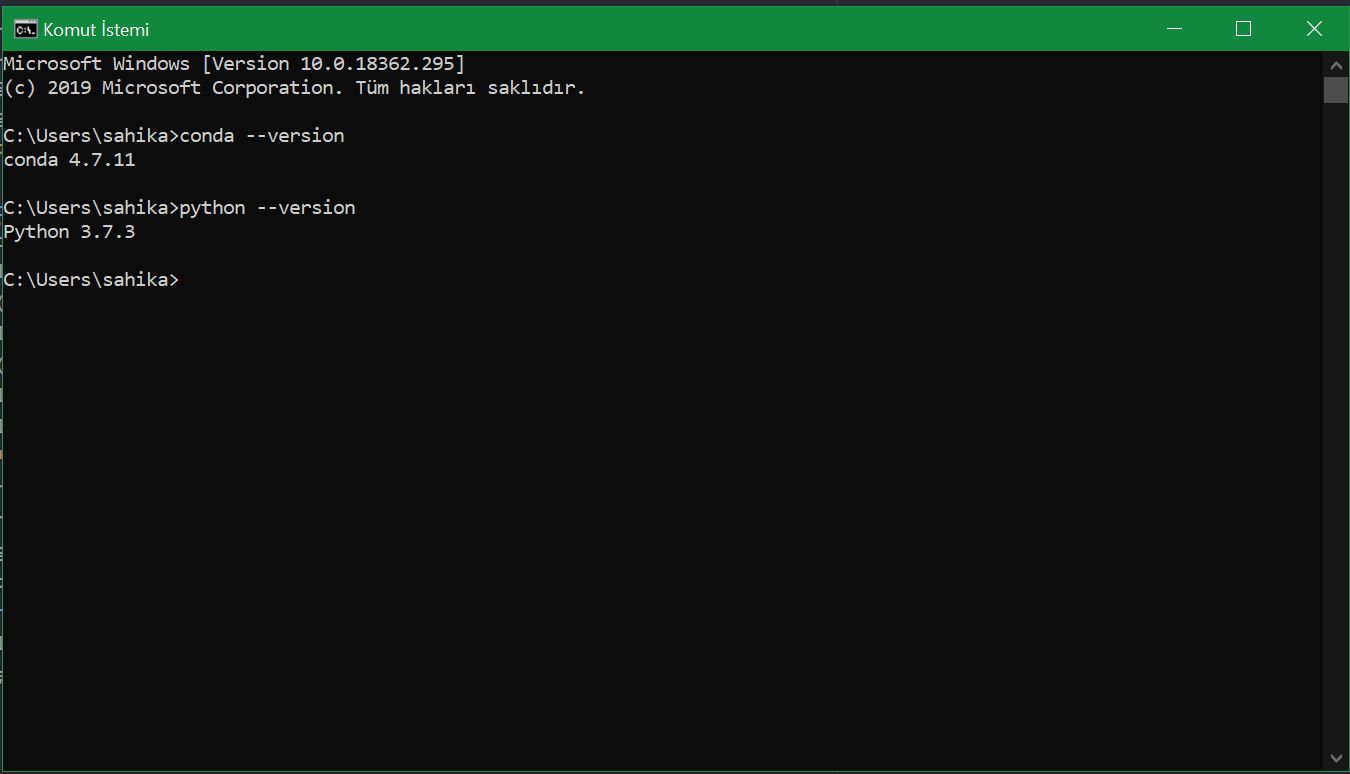 Komut İstemi
Microsoft Windows [Version 10.0.18362.295]
(c) 2019 Microsoft Corporation. Tüm hakları saklıdır.
C:\Users\sahika>conda --version
conda 4.7.11
C:\Users\sahika>python --version
Python 3.7.3
C:\Users\sahika>